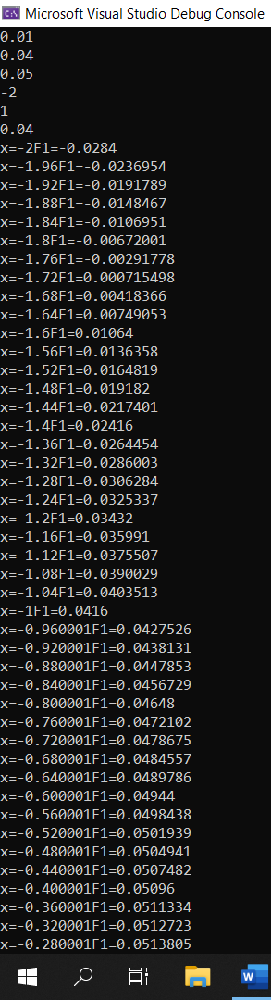 Microsoft Visual Studio Debug Console
0.01
0.04
0.05
-2
1
0.04
x=-2F1=-0.0284
x=-1.96F1=-0.0236954
x=-1.92F1=-0.0191789
x=-1.88F1=-0.0148467
x=-1.84F1=-0.0106951
x=-1.8F1=-0.00672001
x=-1.76F1=-0.00291778
x=-1.72F1=0.000715498
x=-1.68F1=0.00418366
x=-1.64F1=0.00749053
x=-1.6F1=0.01064
x=-1.56F1=0.0136358
x=-1.52F1=0.0164819
x=-1.48F1=0.019182
x=-1.44F1=0.0217401
x=-1.4F1=0.02416
x=-1.36F1=0.0264454
x=-1.32F1=0.0286003
x=-1.28F1=0.0306284
x=-1.24F1=0.0325337
x=-1.2F1=0.03432
x=-1.16F1=0.035991
x=-1.12F1=0.0375507
x=-1.08F1=0.0390029
x=-1.04F1=0.0403513
x=-1F1=0.0416
x=-0.960001F1=0.0427526
x=-0.920001F1=0.0438131
x=-0.880001F1=0.0447853
x=-0.840001F1=0.0456729
x=-0.800001F1=0.04648
x=-0.760001F1=0.0472102
x=-0.720001F1=0.0478675
x=-0.680001F1=0.0484557
x=-0.640001F1=0.0489786
x=-0.600001F1=0.04944
x=-0.560001F1=0.0498438
x=-0.520001F1=0.0501939
x=-0.480001F1=0.0504941
x=-0.440001F1=0.0507482
x=-0.400001F1=0.05096
x=-0.360001F1=0.0511334
x=-0.320001F1=0.0512723
x=-0.280001F1=0.0513805